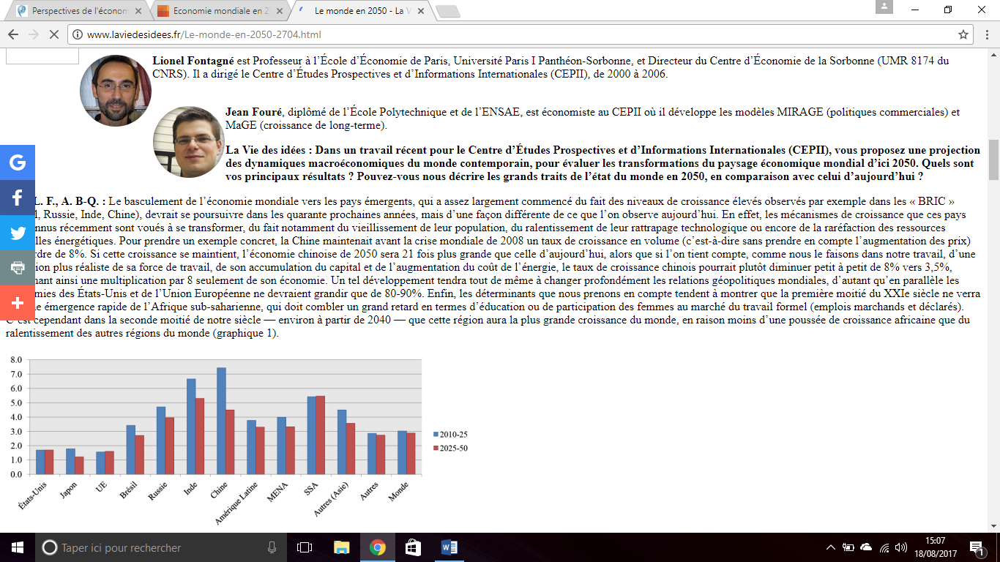 Perspectives de l'économ
Economie mondiale en 2
Le monde en 2050 - La V
www.laviedesidees.fr/Le-monde-en-2050-2704.html
Lionel Fontagné est Professeur à l'École d'Économie de Paris, Université Paris I Panthéon-Sorbonne, et Directeur du Centre d'Économie de la Sorbonne (UMR 8174 du
CNRS). Il a dirigé le Centre d'Études Prospectives et d'Informations Internationales (CEPII), de 2000 à 2006.
Jean Fouré, diplômé de l'École Polytechnique et de l'ENSAE, est économiste au CEPII où il développe les modèles MIRAGE (politiques commerciales) et
MaGE (croissance de long-terme).
La Vie des idées : Dans un travail récent pour le Centre d'Études Prospectives et d'Informations Internationales (CEPII), vous proposez une projection
des dynamiques macroéconomiques du monde contemporain, pour évaluer les transformations du paysage économique mondial d'ici 2050. Quels sont
vos principaux résultats ? Pouvez-vous nous décrire les grands traits de l'état du monde en 2050, en comparaison avec celui d'aujourd'hui ?
L. F., A. B-Q. : Le basculement de l'économie mondiale vers les pays émergents, qui a assez largement commencé du fait des niveaux de croissance élevés observés par exemple dans les « BRIC »
, Russie, Inde, Chine), devrait se poursuivre dans les quarante prochaines années, mais d'une façon différente de ce que l'on observe aujourd'hui. En effet, les mécanismes de croissance que ces pays
nnus récemment sont voués à se transformer, du fait notamment du vieillissement de leur population, du ralentissement de leur rattrapage technologique ou encore de la raréfaction des ressources
lles énergétiques. Pour prendre un exemple concret, la Chine maintenait avant la crise mondiale de 2008 un taux de croissance en volume (c'est-à-dire sans prendre en compte l'augmentation des prix)
rdre de 8%. Si cette croissance se maintient, l'économie chinoise de 2050 sera 21 fois plus grande que celle d'aujourd'hui, alors que si l'on tient compte, comme nous le faisons dans notre travail, d'une
ion plus réaliste de sa force de travail, de son accumulation du capital et de l'augmentation du coût de l'énergie, le taux de croissance chinois pourrait plutôt diminuer petit à petit de 8% vers 3,5%,
nant ainsi une multiplication par 8 seulement de son économie. Un tel développement tendra tout de même à changer profondément les relations géopolitiques mondiales, d'autant qu'en parallèle les
mies des États-Unis et de l'Union Européenne ne devraient grandir que de 80-90%. Enfin, les déterminants que nous prenons en compte tendent à montrer que la première moitié du XXIe siècle ne verra
e émergence rapide de l'Afrique sub-saharienne, qui doit combler un grand retard en termes d'éducation ou de participation des femmes au marché du travail formel (emplois marchands et déclarés).
C'est cependant dans la seconde moitié de notre siècle — environ à partir de 2040 — que cette région aura la plus grande croissance du monde, en raison moins d'une poussée de croissance africaine que du
ralentissement des autres régions du monde (graphique 1).
8.0
7.0
6.0
5.0
4.0
3.0
2.0
1.0
0.0
États-Unis
Japon
UE
Brésil
Russie
Inde
Chine
Amérique Latine
MENA
SSA
Autres (Asie)
Autres
Monde
2010-25
2025-50
Taper ici pour rechercher
15:07
18/08/2017
1